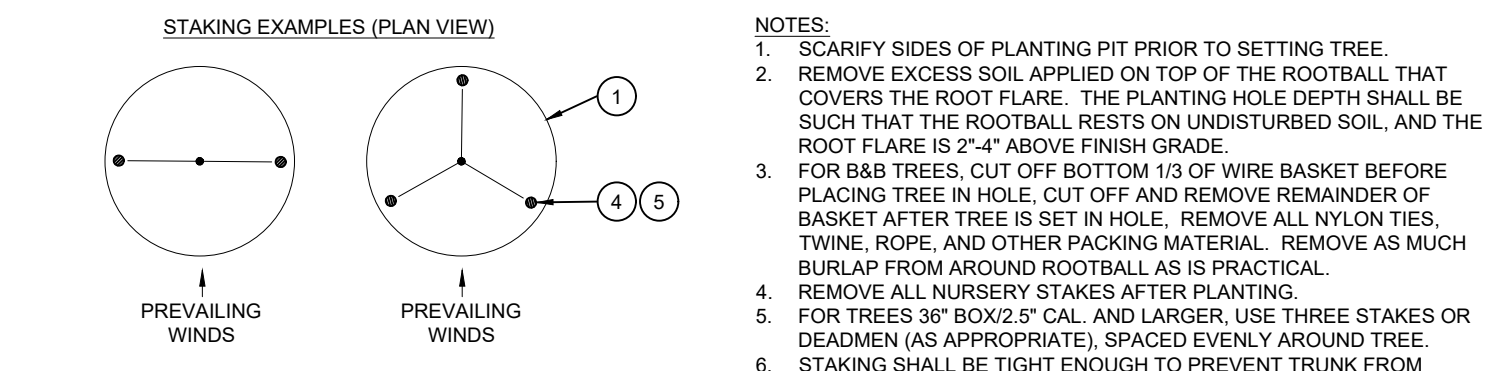 STAKING EXAMPLES (PLAN VIEW)
1
4 5
PREVAILING
WINDS
PREVAILING
WINDS
NOTES:
1. SCARIFY SIDES OF PLANTING PIT PRIOR TO SETTING TREE.
2. REMOVE EXCESS SOIL APPLIED ON TOP OF THE ROOTBALL THAT
COVERS THE ROOT FLARE. THE PLANTING HOLE DEPTH SHALL BE
SUCH THAT THE ROOTBALL RESTS ON UNDISTURBED SOIL, AND THE
ROOT FLARE IS 2"-4" ABOVE FINISH GRADE.
3. FOR B&B TREES, CUT OFF BOTTOM 1/3 OF WIRE BASKET BEFORE
PLACING TREE IN HOLE, CUT OFF AND REMOVE REMAINDER OF
BASKET AFTER TREE IS SET IN HOLE, REMOVE ALL NYLON TIES,
TWINE, ROPE, AND OTHER PACKING MATERIAL. REMOVE AS MUCH
BURLAP FROM AROUND ROOTBALL AS IS PRACTICAL.
4. REMOVE ALL NURSERY STAKES AFTER PLANTING.
5. FOR TREES 36" BOX/2.5" CAL. AND LARGER, USE THREE STAKES OR
DEADMEN (AS APPROPRIATE), SPACED EVENLY AROUND TREE.
6. STAKING SHALL BE TIGHT ENOUGH TO PREVENT TRUNK FROM